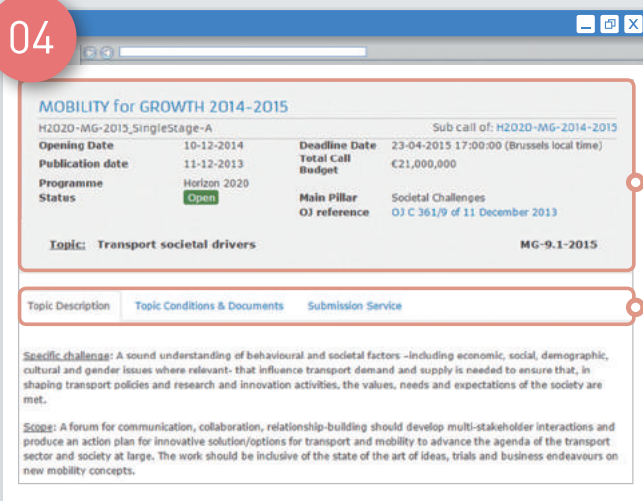 04
MOBILITY for GROWTH 2014-2015
H2020-MG-2015_SingleStage-A Sub call of: H2020-MG-2014-2015
Opening Date 10-12-2014 Deadline Date 23-04-2015 17:00:00 (Brussels local time)
Publication date 11-12-2013 Total Call Budget €21,000,000
Programme Horizon 2020
Status Open Main Pillar Societal Challenges
OJ reference OJ C 361/9 of 11 December 2013
Topic: Transport societal drivers MG-9.1-2015
Topic Description Topic Conditions & Documents Submission Service
Specific challenge: A sound understanding of behavioural and societal factors –including economic, social, demographic,
cultural and gender issues where relevant- that influence transport demand and supply is needed to ensure that, in
shaping transport policies and research and innovation activities, the values, needs and expectations of the society are
met.
Scope: A forum for communication, collaboration, relationship-building should develop multi-stakeholder interactions and
produce an action plan for innovative solution/options for transport and mobility to advance the agenda of the transport
sector and society at large. The work should be inclusive of the state of the art of ideas, trials and business endeavours on
new mobility concepts.